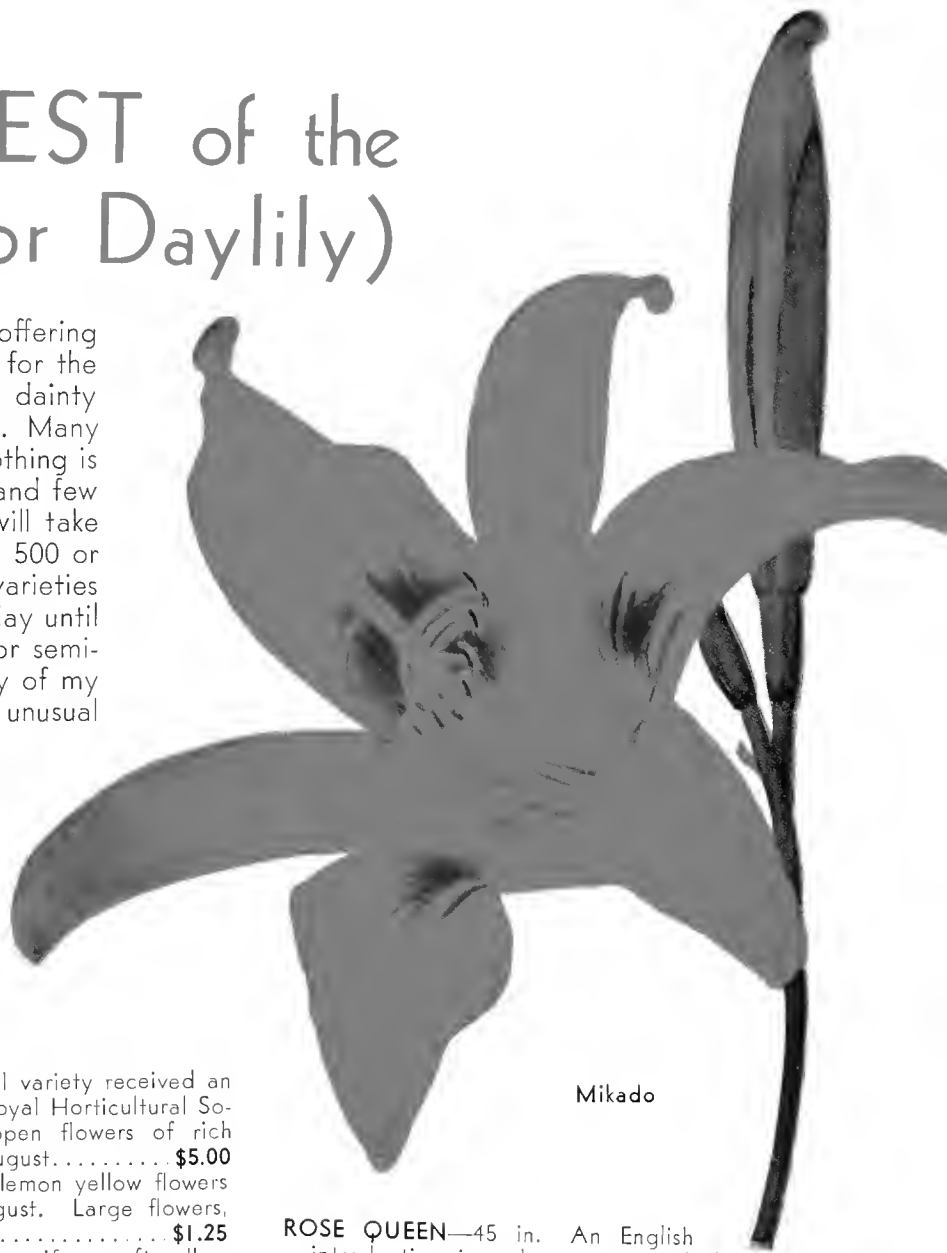 EST of the
or Daylily)
offering
for the
dainty
. Many
othing is
and few
will take
500 or
varieties
ay until
or semi-
y of my
unusual
l variety received an
oyal Horticultural So-
open flowers of rich
ugust.......... $5.00
lemon yellow flowers
gust. Large flowers,
............... $1.25
Mikado
ROSE QUEEN—45 in. An English